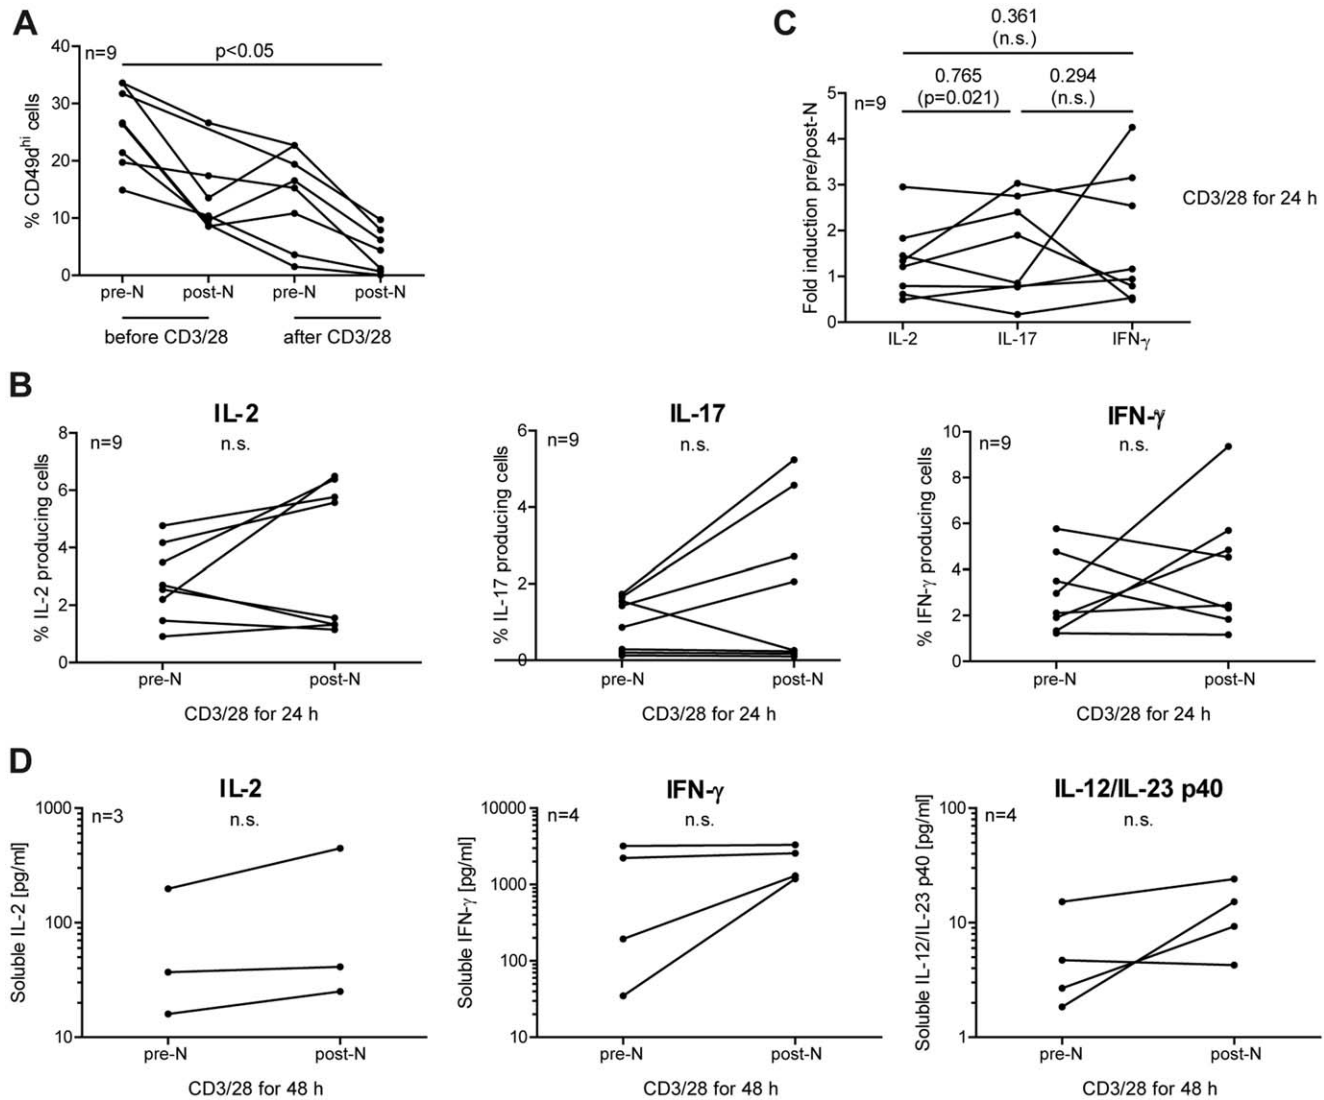 A
n=9
p<0.05
% CD49dhi cells
40
30
20
10
0
pre-N
post-N
pre-N
post-N
before CD3/28
after CD3/28
C
0.361
(n.s.)
0.765
(p=0.021)
0.294
(n.s.)
n=9
Fold induction pre/post-N
5
4
3
2
1
0
IL-2
IL-17
IFN-γ
CD3/28 for 24 h
B
IL-2
n=9
n.s.
% IL-2 producing cells
8
6
4
2
0
pre-N
post-N
CD3/28 for 24 h
IL-17
n=9
n.s.
% IL-17 producing cells
6
4
2
0
pre-N
post-N
CD3/28 for 24 h
IFN-γ
n=9
n.s.
% IFN-γ producing cells
10
8
6
4
2
0
pre-N
post-N
CD3/28 for 24 h
D
IL-2
n=3
n.s.
Soluble IL-2 [pg/ml]
1000
100
10
pre-N
post-N
CD3/28 for 48 h
IFN-γ
n=4
n.s.
Soluble IFN-γ [pg/ml]
10000
1000
100
10
pre-N
post-N
CD3/28 for 48 h
IL-12/IL-23 p40
n=4
n.s.
Soluble IL-12/IL-23 p40 [pg/ml]
100
10
1
pre-N
post-N
CD3/28 for 48 h